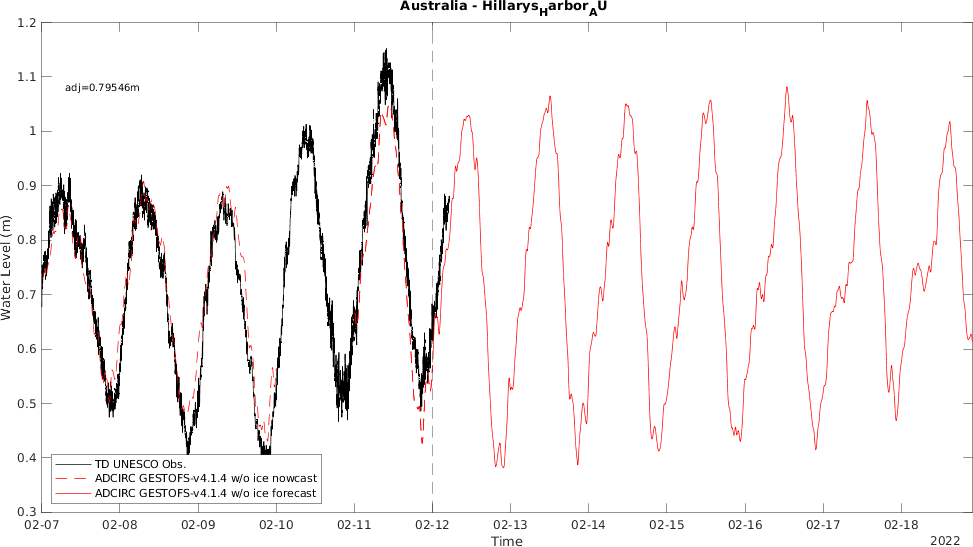 Australia - HillarysHarborAU
1.2
1.1
adj=0.79546m
1
0.9
0.8
Water Level (m)
0.7
0.6
0.5
0.4
TD UNESCO Obs.
ADCIRC GESTOFS-v4.1.4 w/o ice nowcast
ADCIRC GESTOFS-v4.1.4 w/o ice forecast
0.3
02-07 02-08 02-09 02-10 02-11 02-12 02-13 02-14 02-15 02-16 02-17 02-18
Time
2022